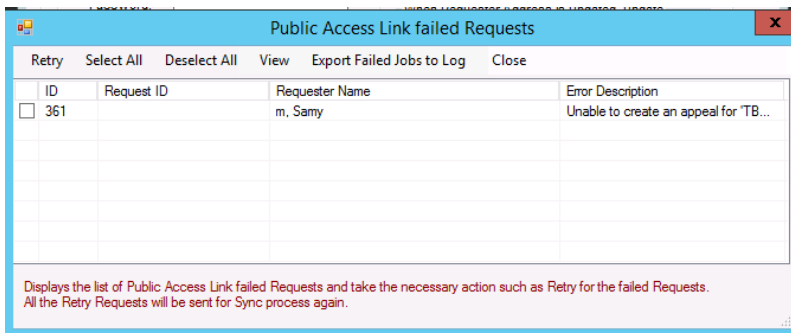 Public Access Link failed Requests
x
Retry Select All Deselect All View Export Failed Jobs to Log Close
ID Request ID Requester Name Error Description
361 m, Samy Unable to create an appeal for 'TB...
Displays the list of Public Access Link failed Requests and take the necessary action such as Retry for the failed Requests.
All the Retry Requests will be sent for Sync process again.